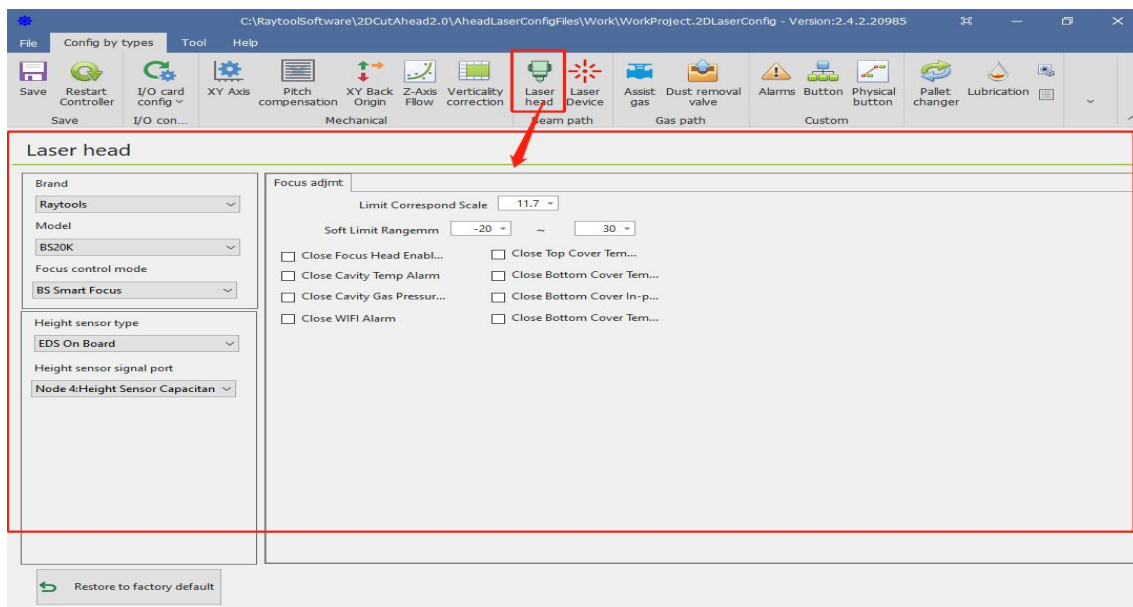 C:\RaytoolSoftware\2DCutAhead2.0\AheadLaserConfigFiles\Work\WorkProject.2DLaserConfig - Version:2.4.2.20985
File Config by types Tool Help
Save Restart Controller I/O card config XY Axis Pitch compensation XY Back Origin Z-Axis Fllow Verticality correction Laser head Laser Device Assist gas Dust removal valve Alarms Button Physical button Pallet changer Lubrication
Save I/O con... Mechanical Beam path Gas path Custom
Laser head
Brand
Raytools
Model
BS20K
Focus control mode
BS Smart Focus
Height sensor type
EDS On Board
Height sensor signal port
Node 4:Height Sensor Capacitan
Focus adjmt
Limit Correspond Scale 11.7
Soft Limit Rangemm -20 ~ 30
Close Focus Head Enabl... Close Top Cover Tem...
Close Cavity Temp Alarm Close Bottom Cover Tem...
Close Cavity Gas Pressur... Close Bottom Cover In-p...
Close WIFI Alarm Close Bottom Cover Tem...
Restore to factory default